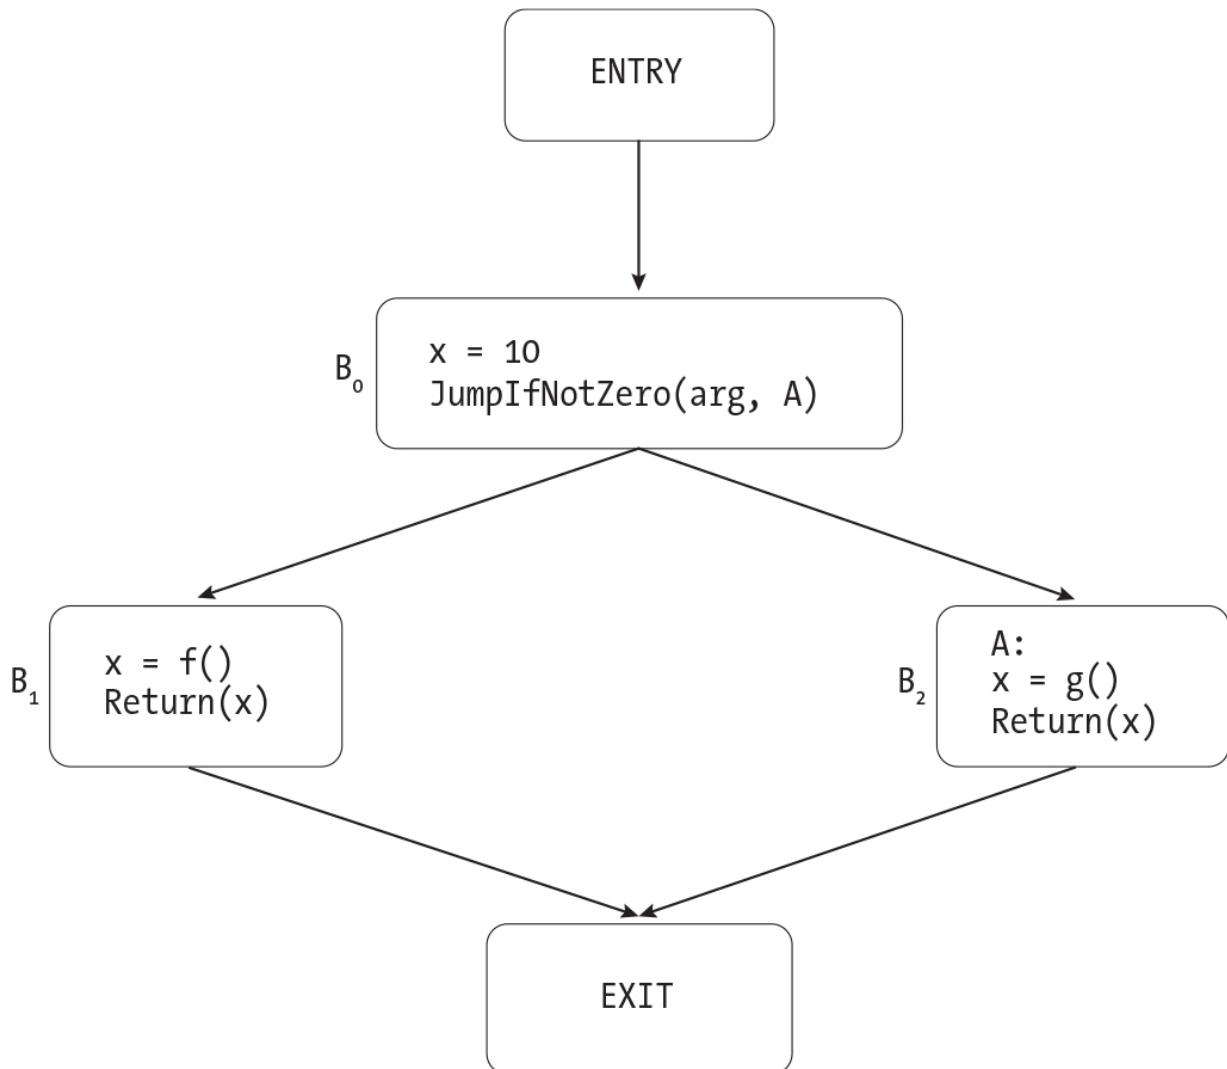 ENTRY
B₀
x = 10
JumpIfNotZero(arg, A)
B₁
x = f()
Return(x)
B₂
A:
x = g()
Return(x)
EXIT